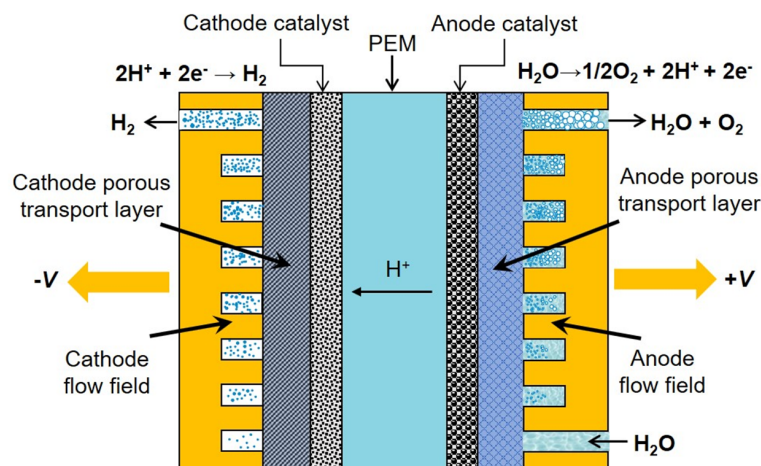 Cathode catalyst
Anode catalyst
PEM
2H⁺ + 2e⁻ → H₂
H₂O→1/2O₂ + 2H⁺ + 2e⁻
H₂
H₂O + O₂
Cathode porous
transport layer
Anode porous
transport layer
H⁺
-V
+V
Cathode
flow field
Anode
flow field
H₂O